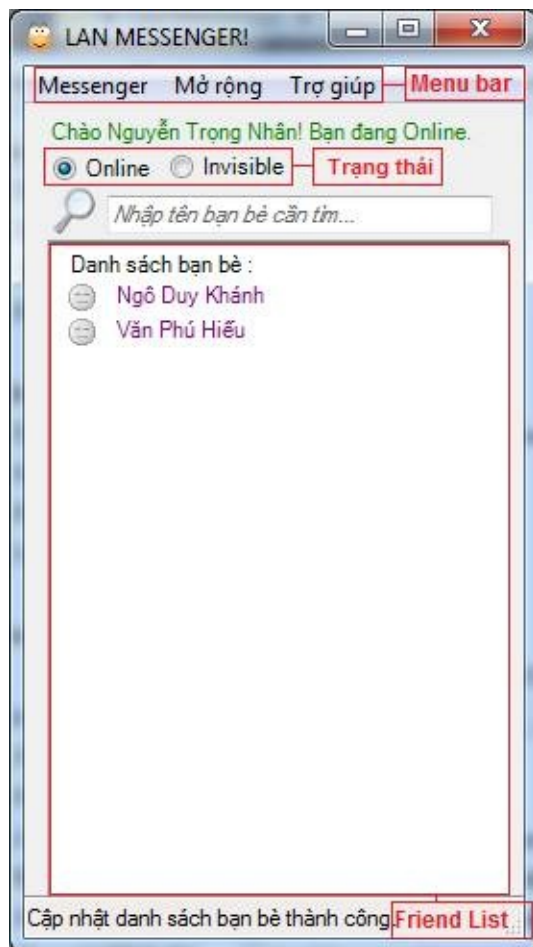 LAN MESSENGER!
Messenger Mở rộng Trợ giúp Menu bar
Chào Nguyễn Trọng Nhân! Bạn đang Online.
Online Invisible Trạng thái
Nhập tên bạn bè cần tìm...
Danh sách bạn bè :
Ngô Duy Khánh
Văn Phú Hiếu
Cập nhật danh sách bạn bè thành công. Friend List